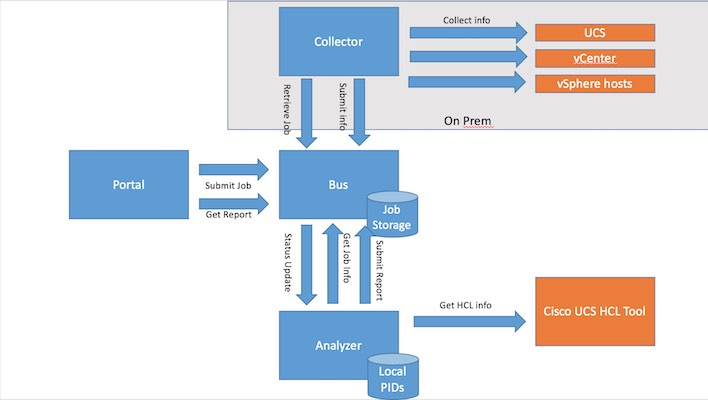 Collector
Collect info
UCS
vCenter
vSphere hosts
Retrieve Job
Submit info
On Prem
Portal
Submit Job
Get Report
Bus
Job
Storage
Status Update
Get Job Info
Submit Report
Get HCL info
Cisco UCS HCL Tool
Analyzer
Local
PIDs